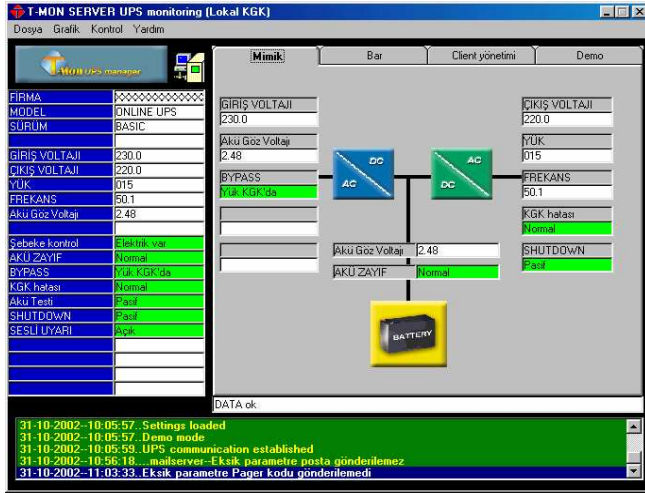 T-MON SERVER UPS monitoring (Lokal KGK)
Dosya Grafik Kontrol Yardım
T-MON UPS manager
FİRMA XXXXXXXXXXXX
MODEL ONLINE UPS
SÜRÜM BASIC
GİRİŞ VOLTAJI 230.0
ÇIKIŞ VOLTAJI 220.0
YÜK 015
FREKANS 50.1
Akü Göz Voltajı 2.48
Şebeke kontrol Elektrik var
AKÜ ZAYIF Normal
BYPASS Yük KGK'da
KGK hatası Normal
Akü Testi Pasif
SHUTDOWN Pasif
SESLİ UYARI Açık
Mimik Bar Client yönetimi Demo
GİRİŞ VOLTAJI
230.0
Akü Göz Voltajı
2.48
BYPASS
Yük KGK'da
DC
AC
AC
DC
ÇIKIŞ VOLTAJI
220.0
YÜK
015
FREKANS
50.1
KGK hatası
Normal
SHUTDOWN
Pasif
Akü Göz Voltajı 2.48
AKÜ ZAYIF Normal
BATTERY
DATA ok
31-10-2002--10:05:57..Settings loaded
31-10-2002--10:05:57..Demo mode
31-10-2002--10:05:59..UPS communication established
31-10-2002--10:56:18....mailserver--Eksik parametre posta gönderilemez
31-10-2002--11:03:33..Eksik parametre Pager kodu gönderilemedi